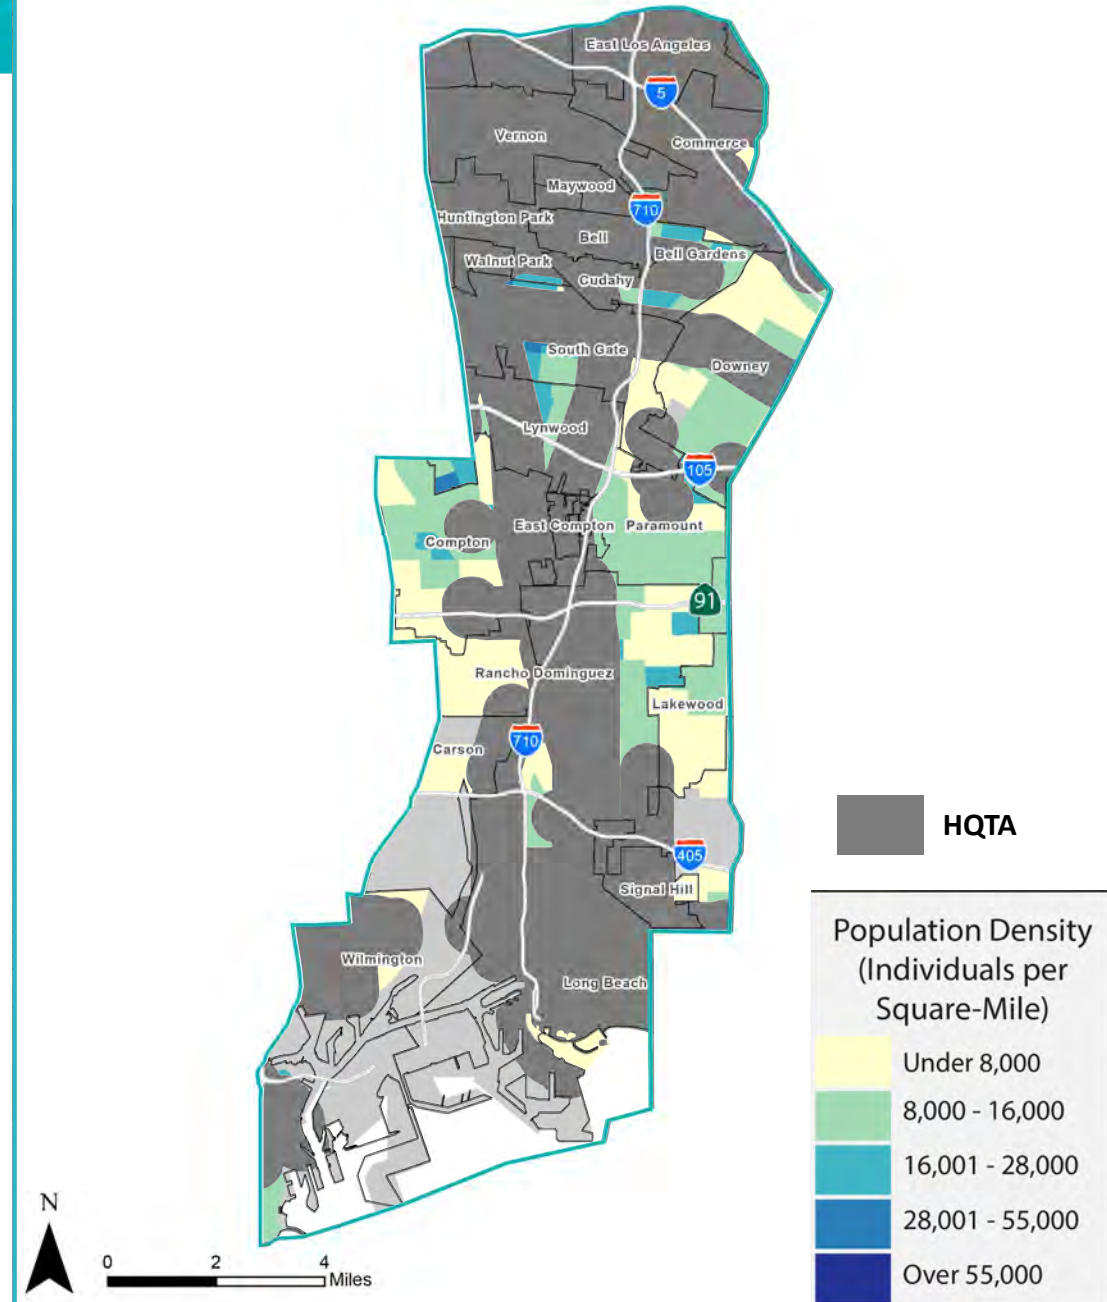 East Los Angeles
5
Vernon
Commerce
Maywood
710
Huntington Park
Bell
Bell Gardens
Walnut Park
Cudahy
South Gate
Downey
Lynwood
105
East Compton
Paramount
Compton
91
Rancho Dominguez
Lakewood
710
Carson
HQTA
405
Signal Hill
Population Density
(Individuals per
Square-Mile)
Wilmington
Long Beach
Under 8,000
8,000 - 16,000
16,001 - 28,000
28,001 - 55,000
Over 55,000
N
0 2 4
Miles